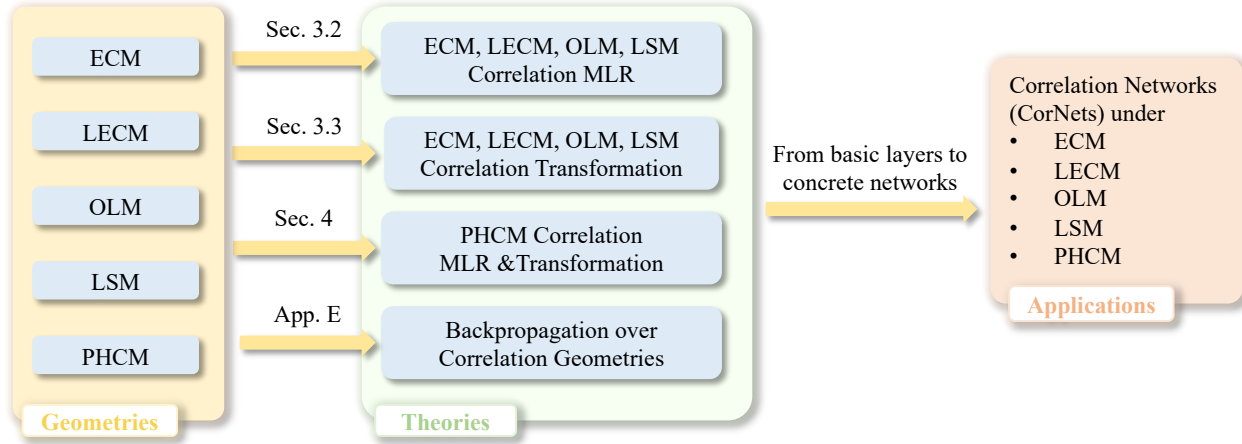 ECM
LECM
OLM
LSM
PHCM
Geometries
Sec. 3.2
Sec. 3.3
Sec. 4
App. E
ECM, LECM, OLM, LSM
Correlation MLR
ECM, LECM, OLM, LSM
Correlation Transformation
PHCM Correlation
MLR &Transformation
Backpropagation over
Correlation Geometries
Theories
From basic layers to
concrete networks
Correlation Networks
(CorNets) under
• ECM
• LECM
• OLM
• LSM
• PHCM
Applications